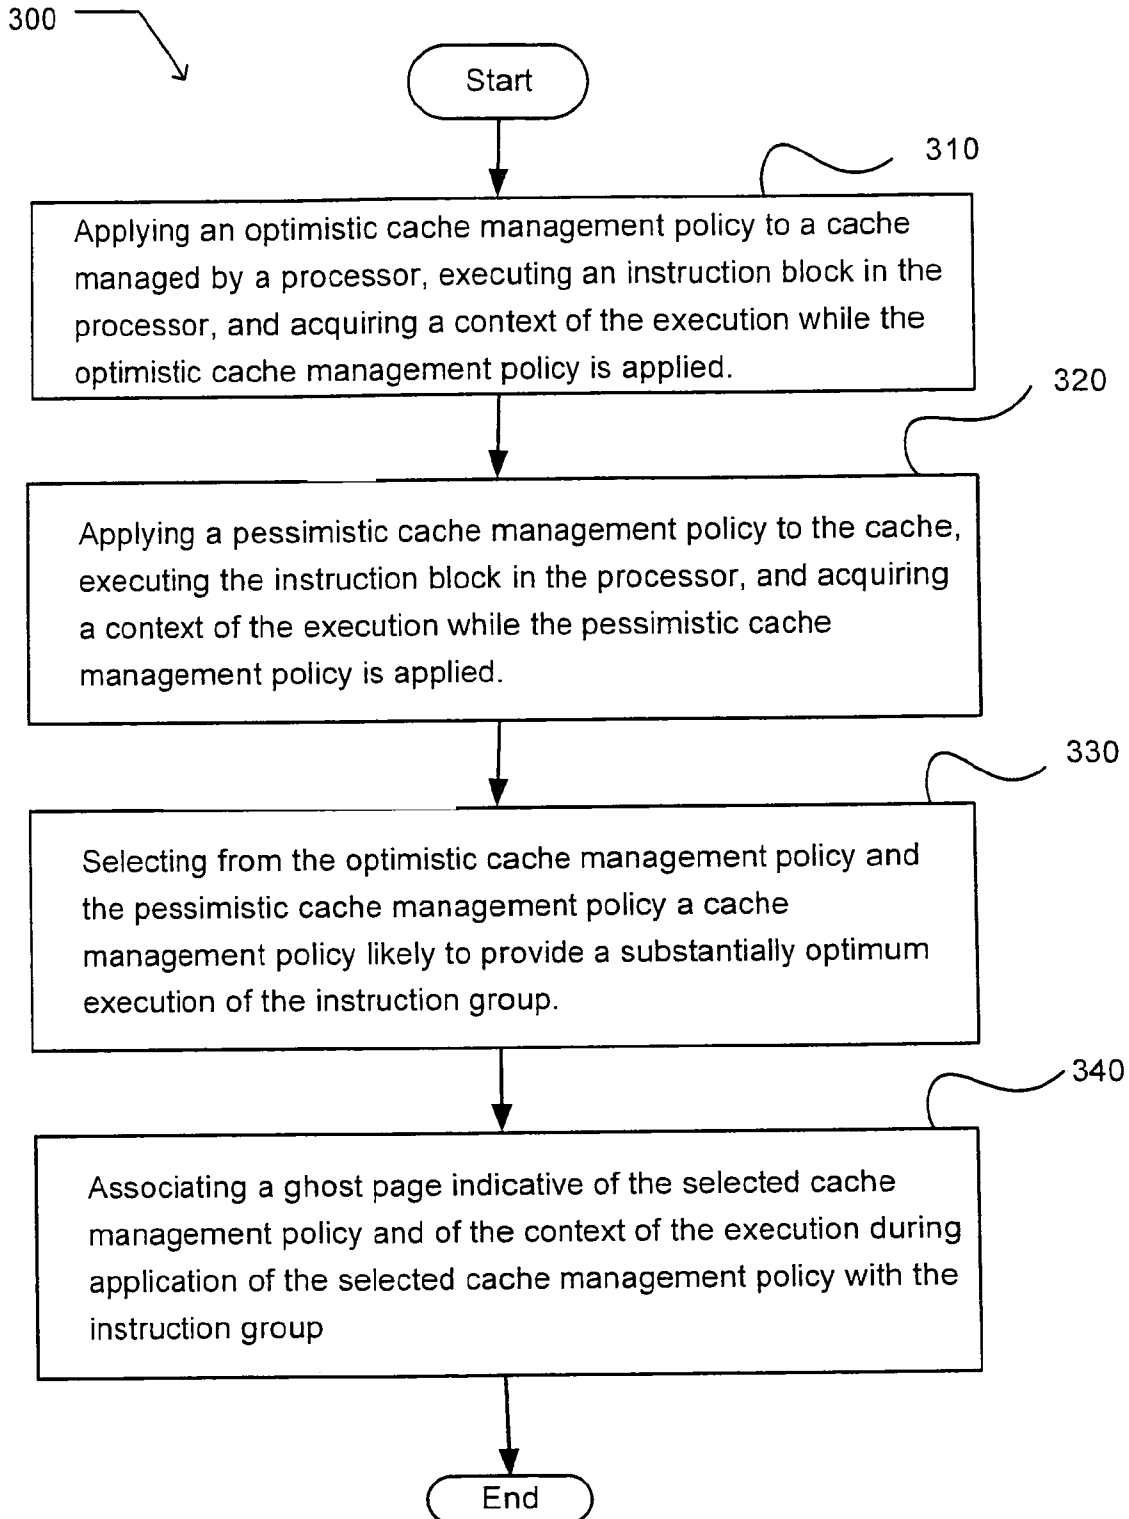 300
Start
310
Applying an optimistic cache management policy to a cache
managed by a processor, executing an instruction block in the
processor, and acquiring a context of the execution while the
optimistic cache management policy is applied.
320
Applying a pessimistic cache management policy to the cache,
executing the instruction block in the processor, and acquiring
a context of the execution while the pessimistic cache
management policy is applied.
330
Selecting from the optimistic cache management policy and
the pessimistic cache management policy a cache
management policy likely to provide a substantially optimum
execution of the instruction group.
340
Associating a ghost page indicative of the selected cache
management policy and of the context of the execution during
application of the selected cache management policy with the
instruction group
End